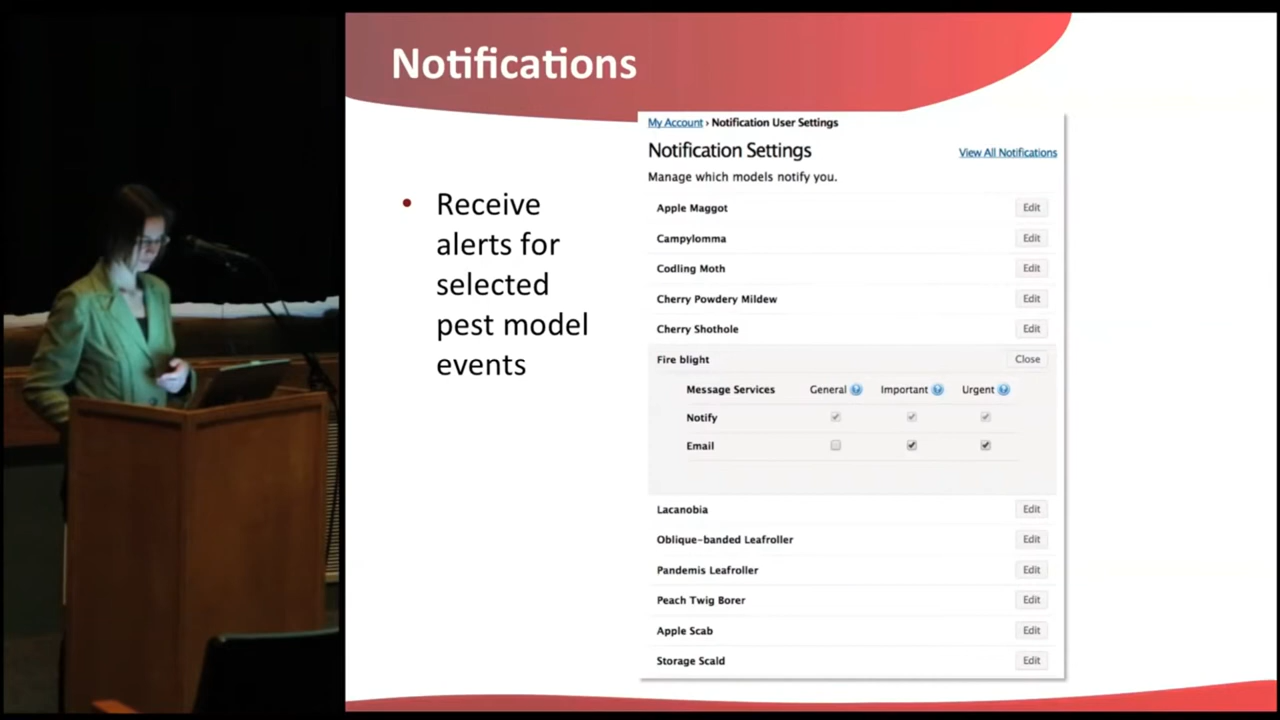 Notifications
• Receive
alerts for
selected
pest model
events
My Account › Notification User Settings
Notification Settings
View All Notifications
Manage which models notify you.
Apple Maggot Edit
Campylomma Edit
Codling Moth Edit
Cherry Powdery Mildew Edit
Cherry Shothole Edit
Fire blight Close
Message Services General ? Important ? Urgent ?
Notify
Email
Lacanobia Edit
Oblique-banded Leafroller Edit
Pandemis Leafroller Edit
Peach Twig Borer Edit
Apple Scab Edit
Storage Scald Edit